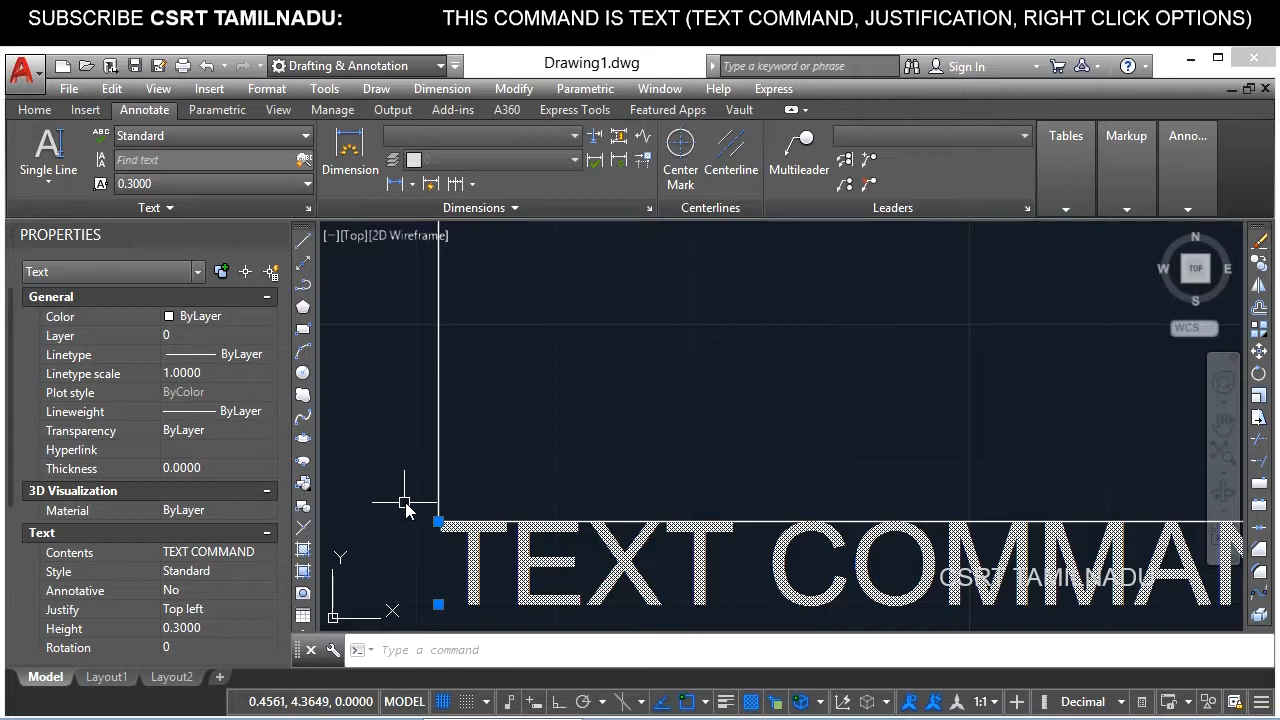 SUBSCRIBE CSRT TAMILNADU: THIS COMMAND IS TEXT (TEXT COMMAND, JUSTIFICATION, RIGHT CLICK OPTIONS)
Drafting & Annotation Drawing1.dwg Type a keyword or phrase Sign In
File Edit View Insert Format Tools Draw Dimension Modify Parametric Window Help Express
Home Insert Annotate Parametric View Manage Output Add-ins A360 Express Tools Featured Apps Vault
Standard
Find text
0.3000
Single Line
Dimension
Center Mark
Centerline
Multileader
Tables
Markup
Anno...
Text Dimensions Centerlines Leaders
PROPERTIES
Text
General
Color ByLayer
Layer 0
Linetype ByLayer
Linetype scale 1.0000
Plot style ByColor
Lineweight ByLayer
Transparency ByLayer
Hyperlink
Thickness 0.0000
3D Visualization
Material ByLayer
Text
Contents TEXT COMMAND
Style Standard
Annotative No
Justify Top left
Height 0.3000
Rotation 0
[−][Top][2D Wireframe]
N
W TOP E
S
WCS
TEXT COMMAN
CSRT TAMILNADU
Y
X
Type a command
Model Layout1 Layout2 +
0.4561, 4.3649, 0.0000 MODEL 1:1 Decimal